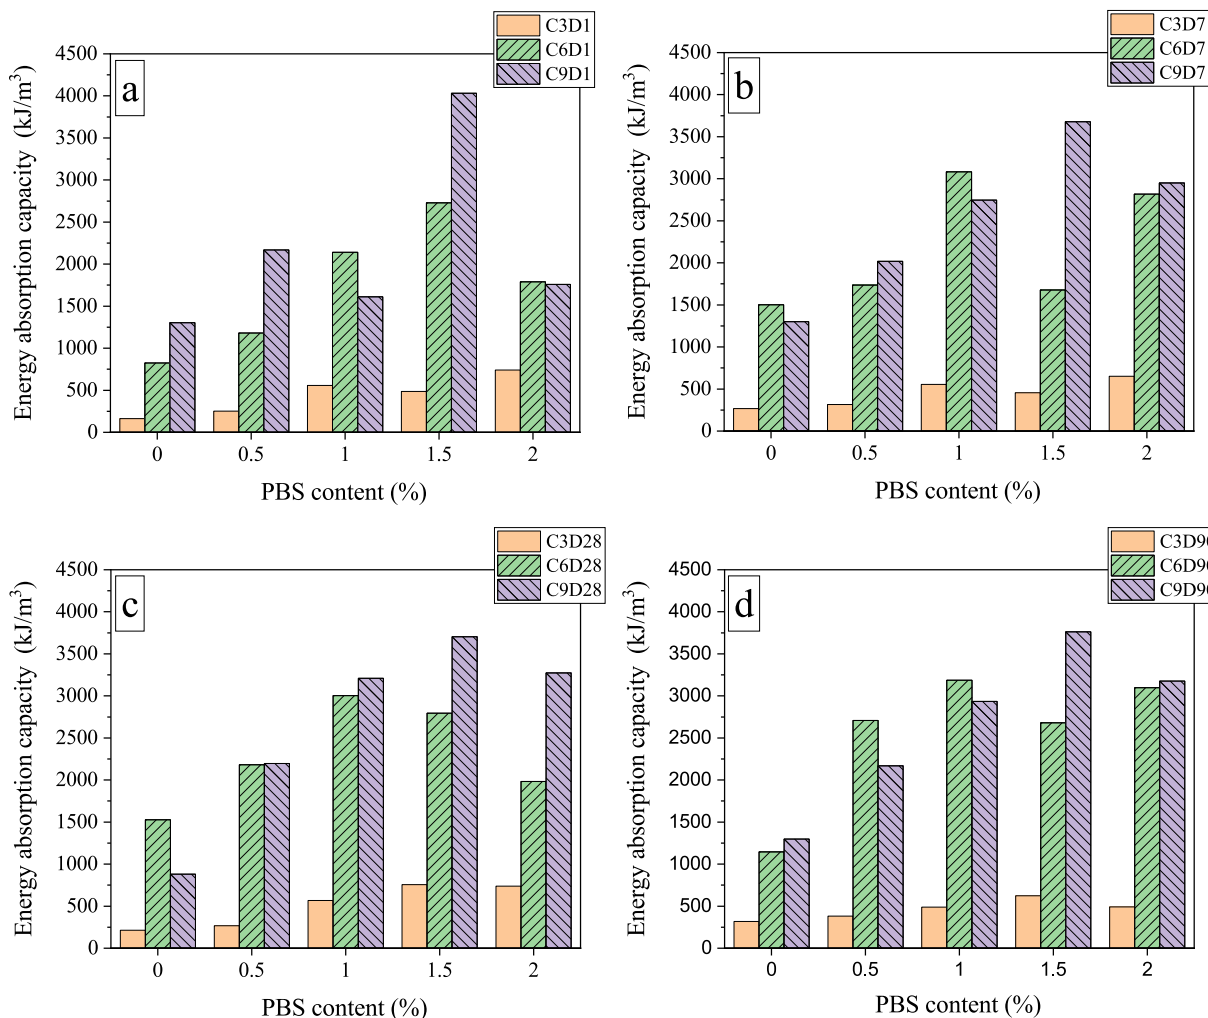 C3D1
C6D1
C9D1
a
4500
4000
3500
3000
2500
2000
1500
1000
500
0
Energy absorption capacity (kJ/m³)
0 0.5 1 1.5 2
PBS content (%)
C3D7
C6D7
C9D7
b
4500
4000
3500
3000
2500
2000
1500
1000
500
0
Energy absorption capacity (kJ/m³)
0 0.5 1 1.5 2
PBS content (%)
C3D28
C6D28
C9D28
c
4500
4000
3500
3000
2500
2000
1500
1000
500
0
Energy absorption capacity (kJ/m³)
0 0.5 1 1.5 2
PBS content (%)
C3D90
C6D90
C9D90
d
4500
4000
3500
3000
2500
2000
1500
1000
500
0
Energy absorption capacity (kJ/m³)
0 0.5 1 1.5 2
PBS content (%)